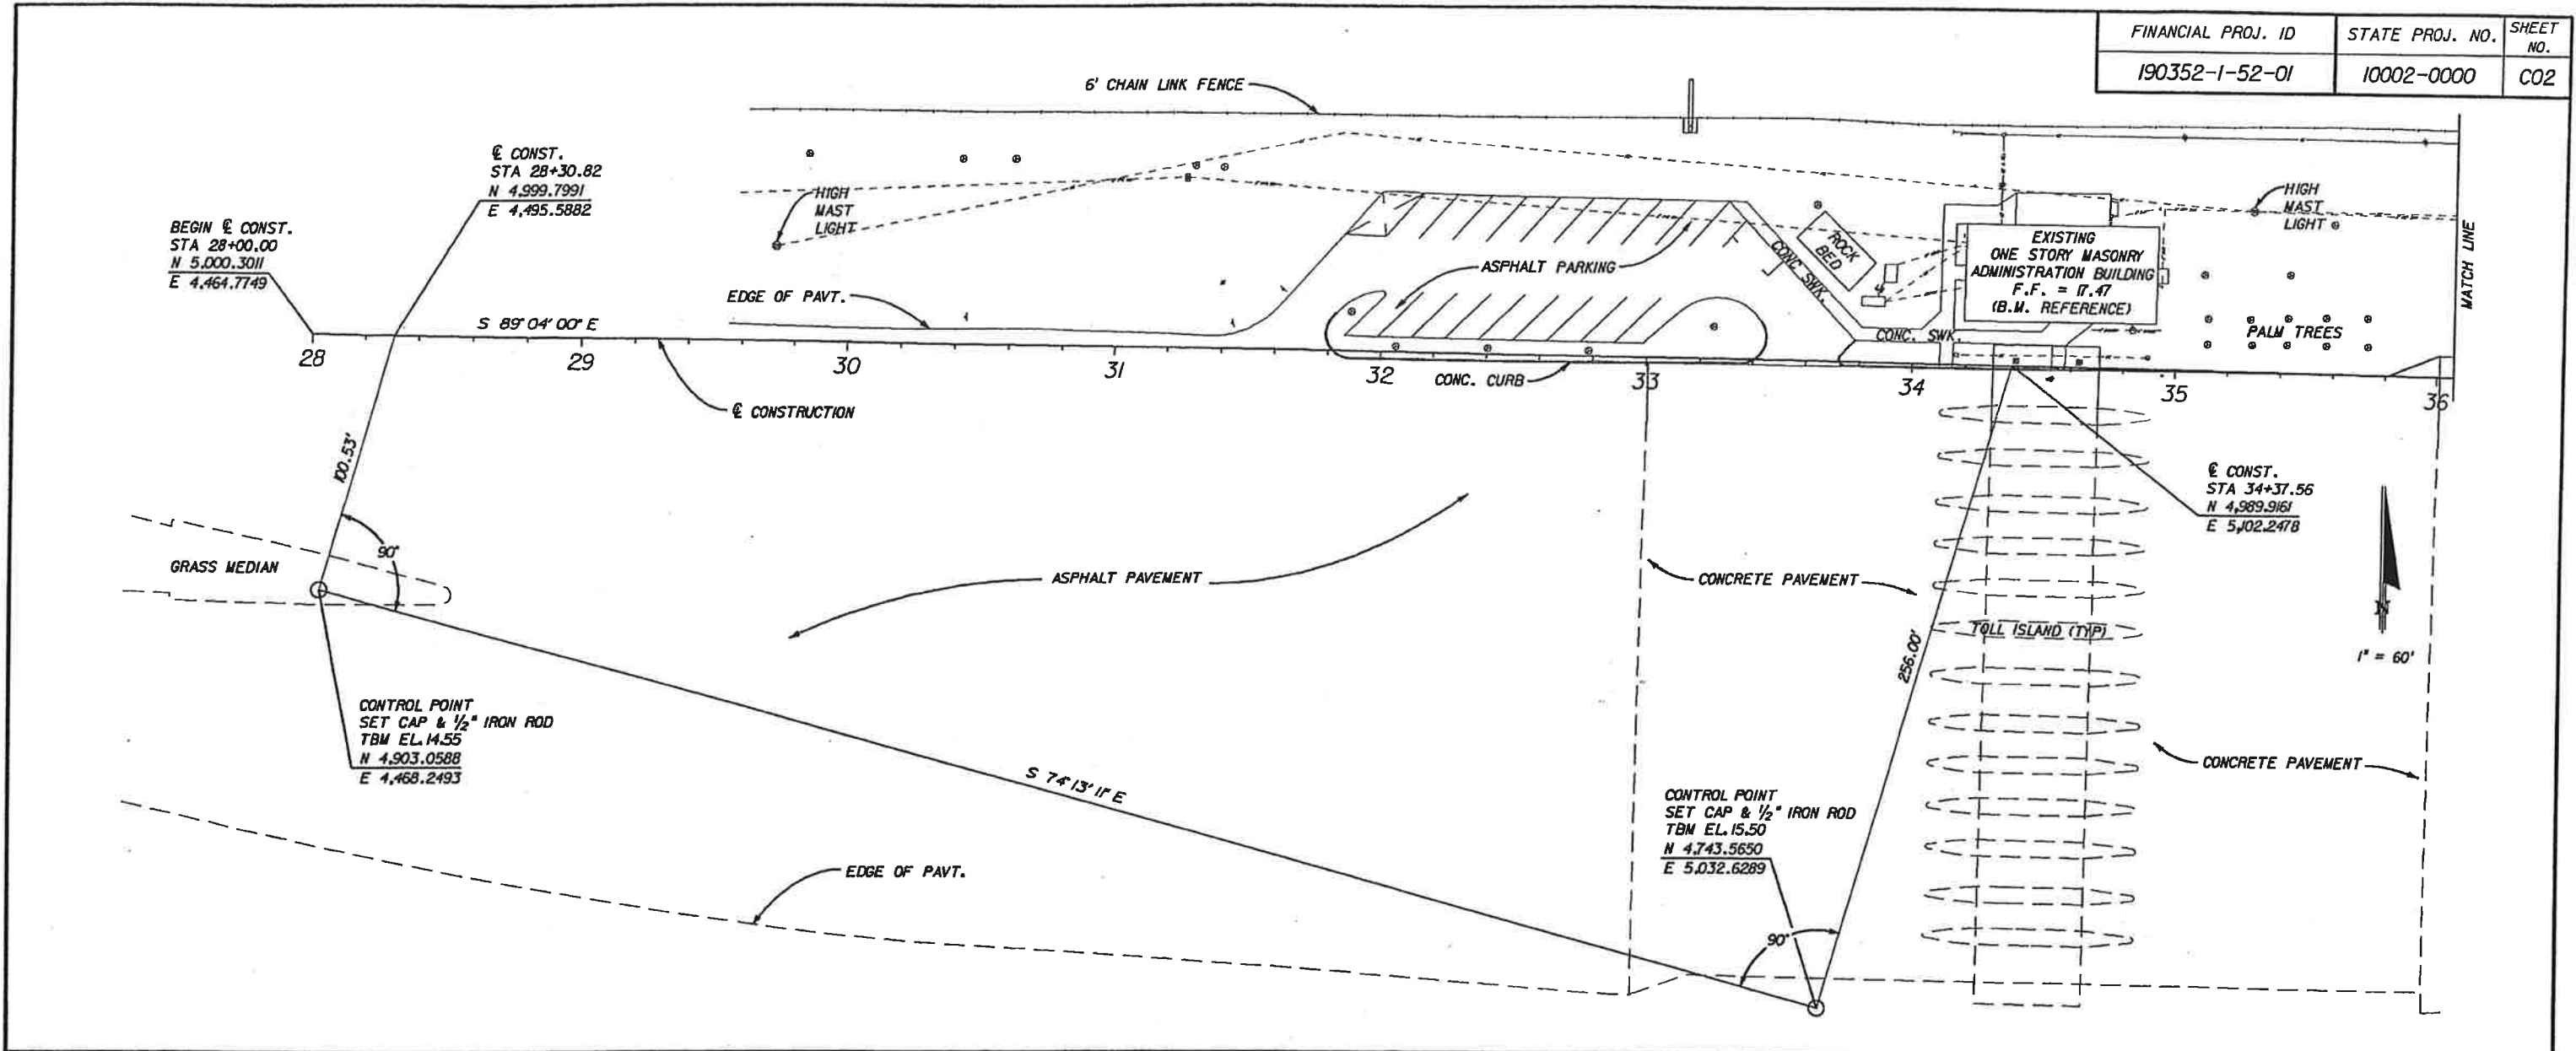 FINANCIAL PROJ. ID
STATE PROJ. NO.
SHEET
NO.
190352-1-52-01
10002-0000
C02
6' CHAIN LINK FENCE
℄ CONST.
STA 28+30.82
N 4,999.7991
E 4,495.5882
BEGIN ℄ CONST.
STA 28+00.00
N 5,000.3011
E 4,464.7749
HIGH
MAST
LIGHT
HIGH
MAST
LIGHT
MATCH LINE
ROCK
BED
CONC. SWK.
EXISTING
ONE STORY MASONRY
ADMINISTRATION BUILDING
F.F. = 17.47
(B.M. REFERENCE)
ASPHALT PARKING
EDGE OF PAVT.
S 89°04'00" E
CONC. SWK.
PALM TREES
28
29
30
31
32
33
34
35
36
CONC. CURB
℄ CONSTRUCTION
100.53'
90°
GRASS MEDIAN
ASPHALT PAVEMENT
CONCRETE PAVEMENT
℄ CONST.
STA 34+37.56
N 4,989.9161
E 5,102.2478
TOLL ISLAND (TYP)
256.00'
N
1" = 60'
CONTROL POINT
SET CAP & 1/2" IRON ROD
TBM EL. 14.55
N 4,903.0588
E 4,468.2493
S 74°13'11" E
CONCRETE PAVEMENT
CONTROL POINT
SET CAP & 1/2" IRON ROD
TBM EL. 15.50
N 4,743.5650
E 5,032.6289
EDGE OF PAVT.
90°